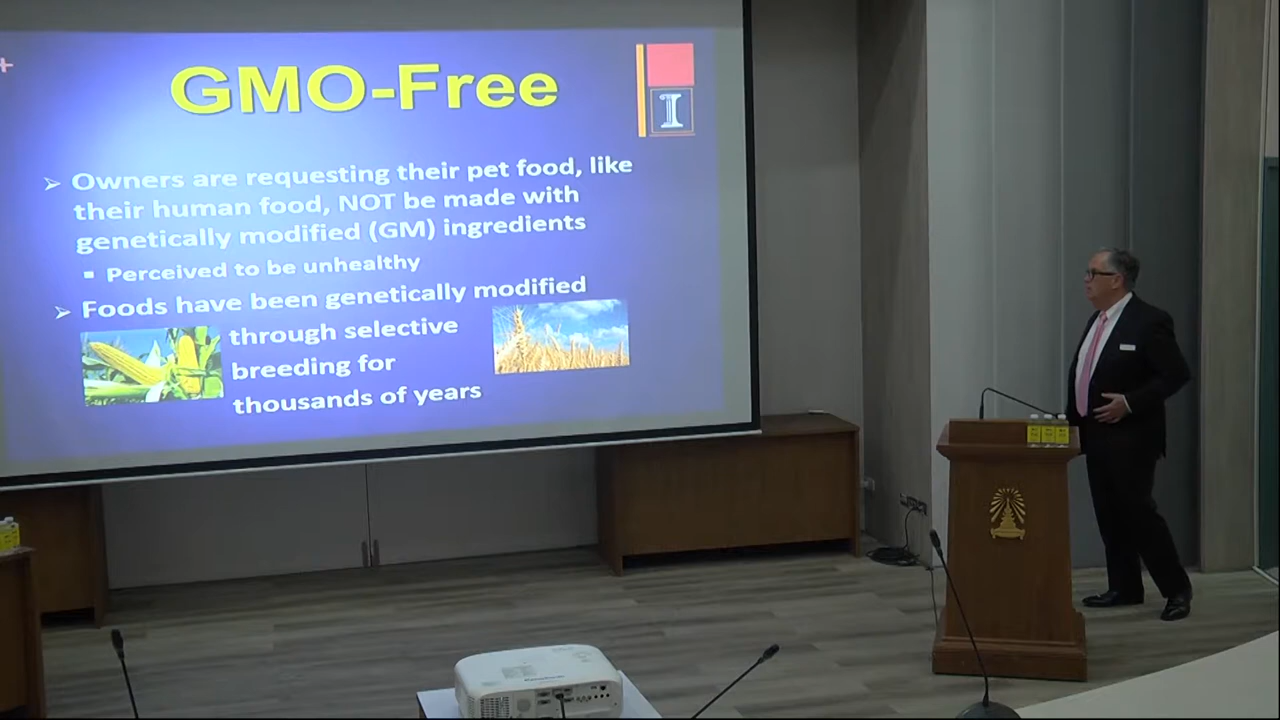 GMO-Free
I
Owners are requesting their pet food, like
their human food, NOT be made with
genetically modified (GM) ingredients
Perceived to be unhealthy
Foods have been genetically modified
through selective
breeding for
thousands of years